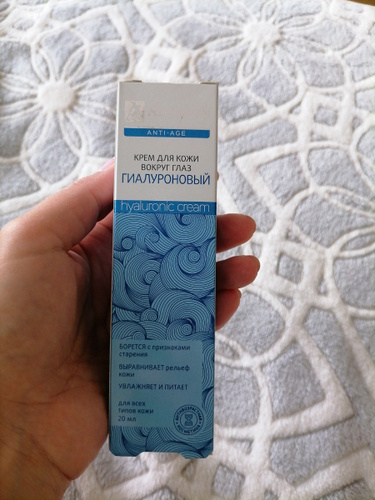 ANTI-AGE
КРЕМ ДЛЯ КОЖИ
ВОКРУГ ГЛАЗ
ГИАЛУРОНОВЫЙ
hyaluronic cream
БОРЕТСЯ с признаками
старения
ВЫРАВНИВАЕТ рельеф
кожи
УВЛАЖНЯЕТ И ПИТАЕТ
для всех
типов кожи
20 мл